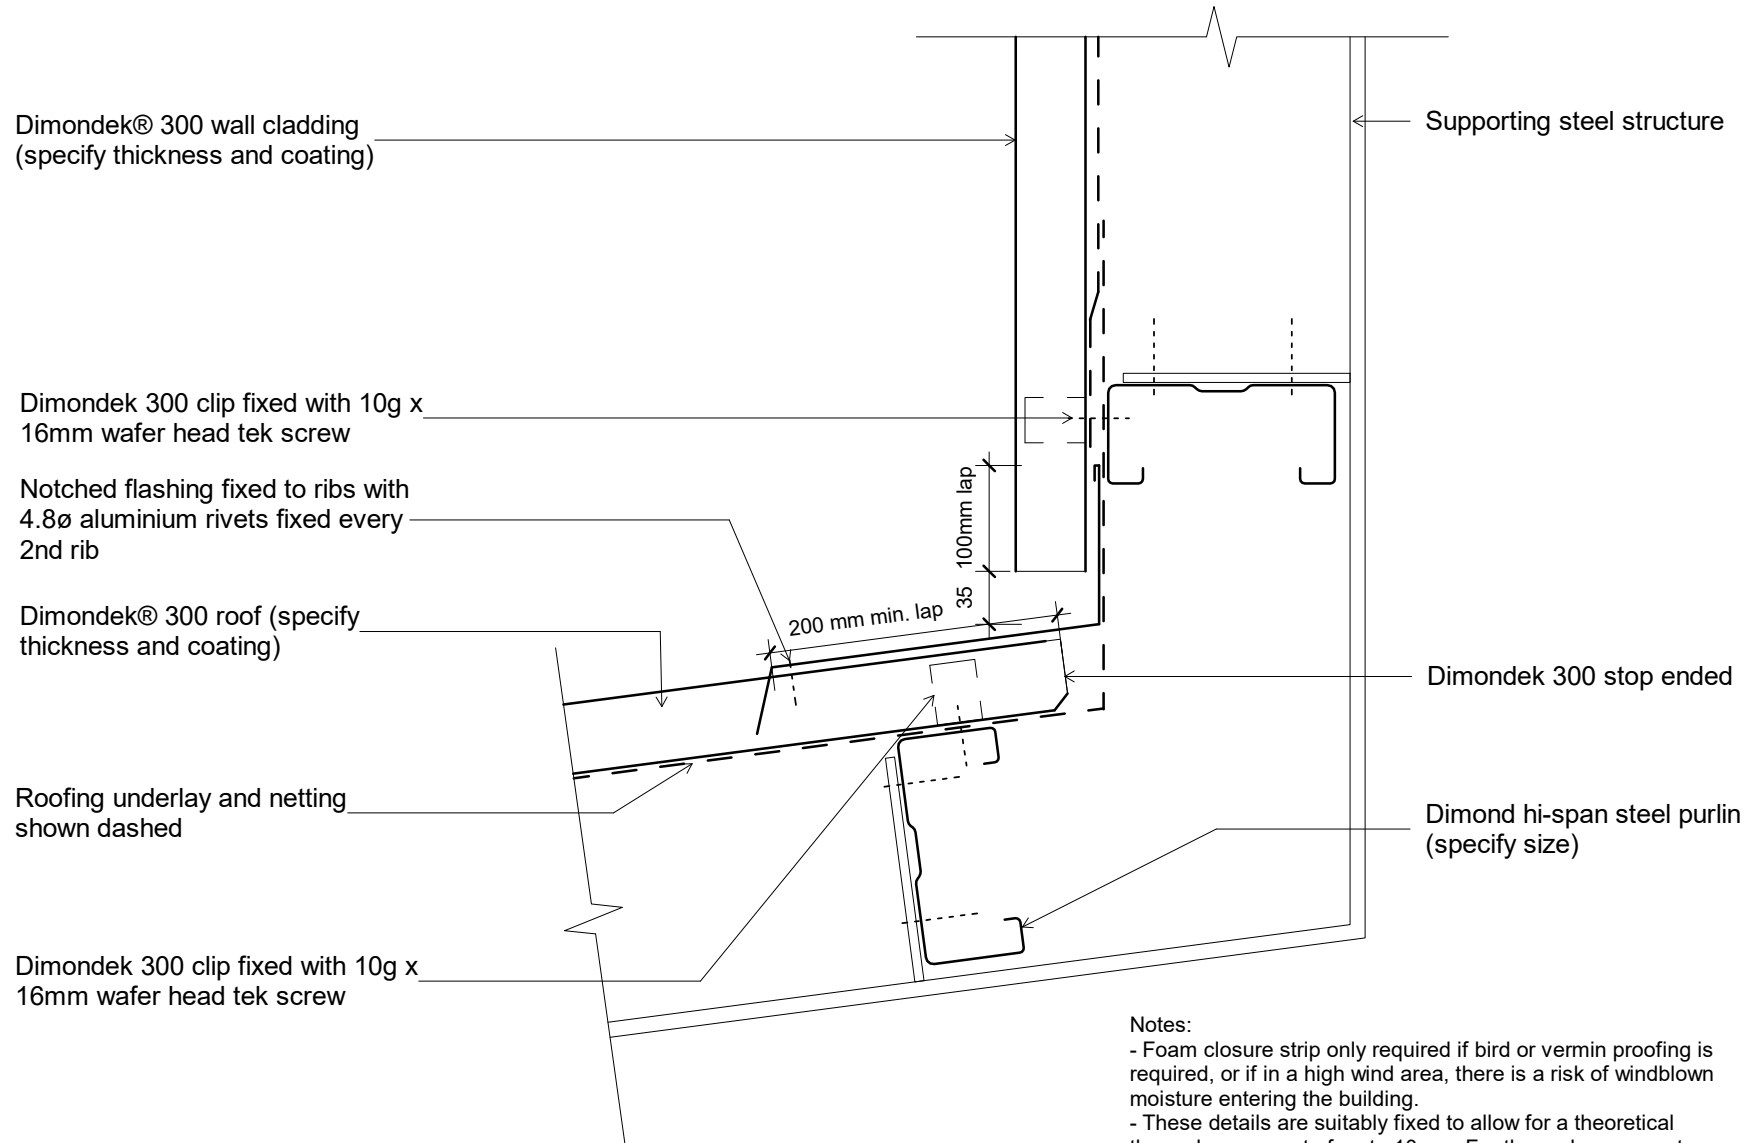 Dimondek® 300 wall cladding
(specify thickness and coating)
Supporting steel structure
Dimondek 300 clip fixed with 10g x
16mm wafer head tek screw
Notched flashing fixed to ribs with
4.8ø aluminium rivets fixed every
2nd rib
100mm lap
35
200 mm min. lap
Dimondek® 300 roof (specify
thickness and coating)
Dimondek 300 stop ended
Roofing underlay and netting
shown dashed
Dimond hi-span steel purlin
(specify size)
Dimondek 300 clip fixed with 10g x
16mm wafer head tek screw
Notes:
- Foam closure strip only required if bird or vermin proofing is
required, or if in a high wind area, there is a risk of windblown
moisture entering the building.
- These details are suitably fixed to allow for a theoretical